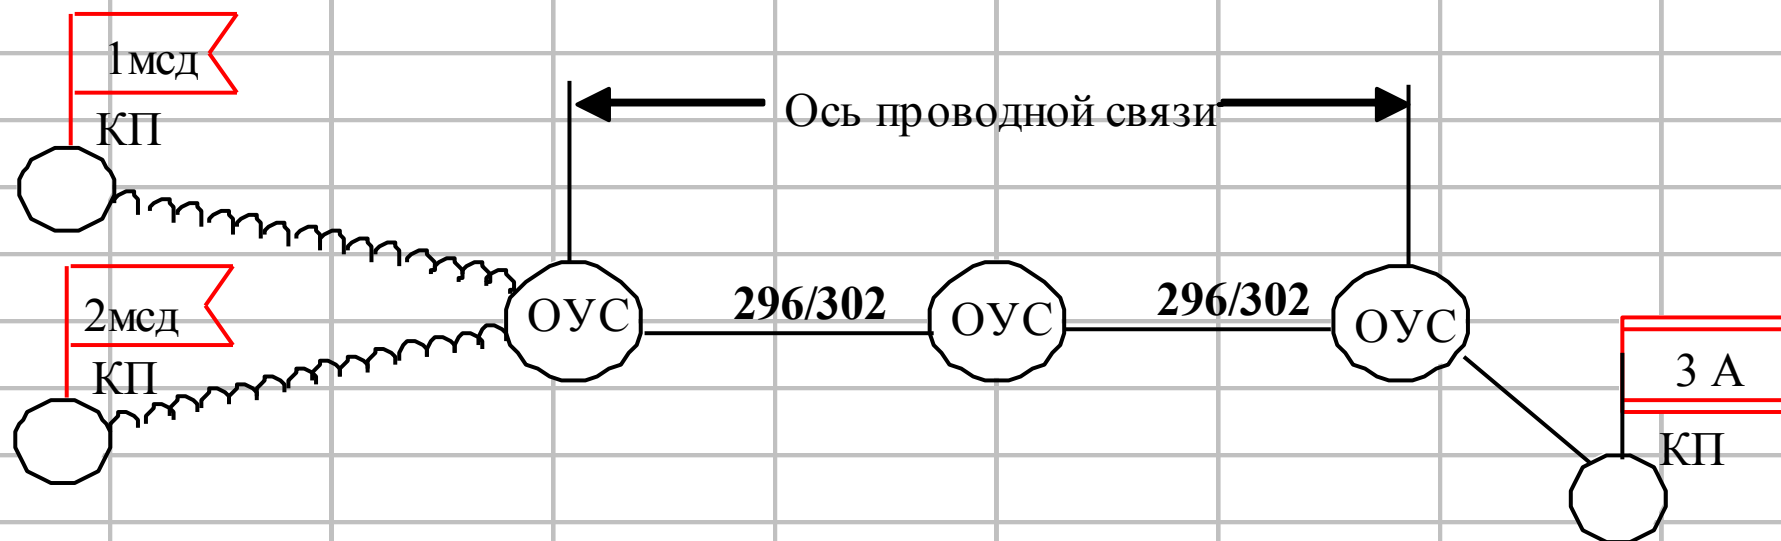 1мсд
КП
Ось проводной связи
2мсд
КП
ОУС
296/302
ОУС
296/302
ОУС
3 А
КП